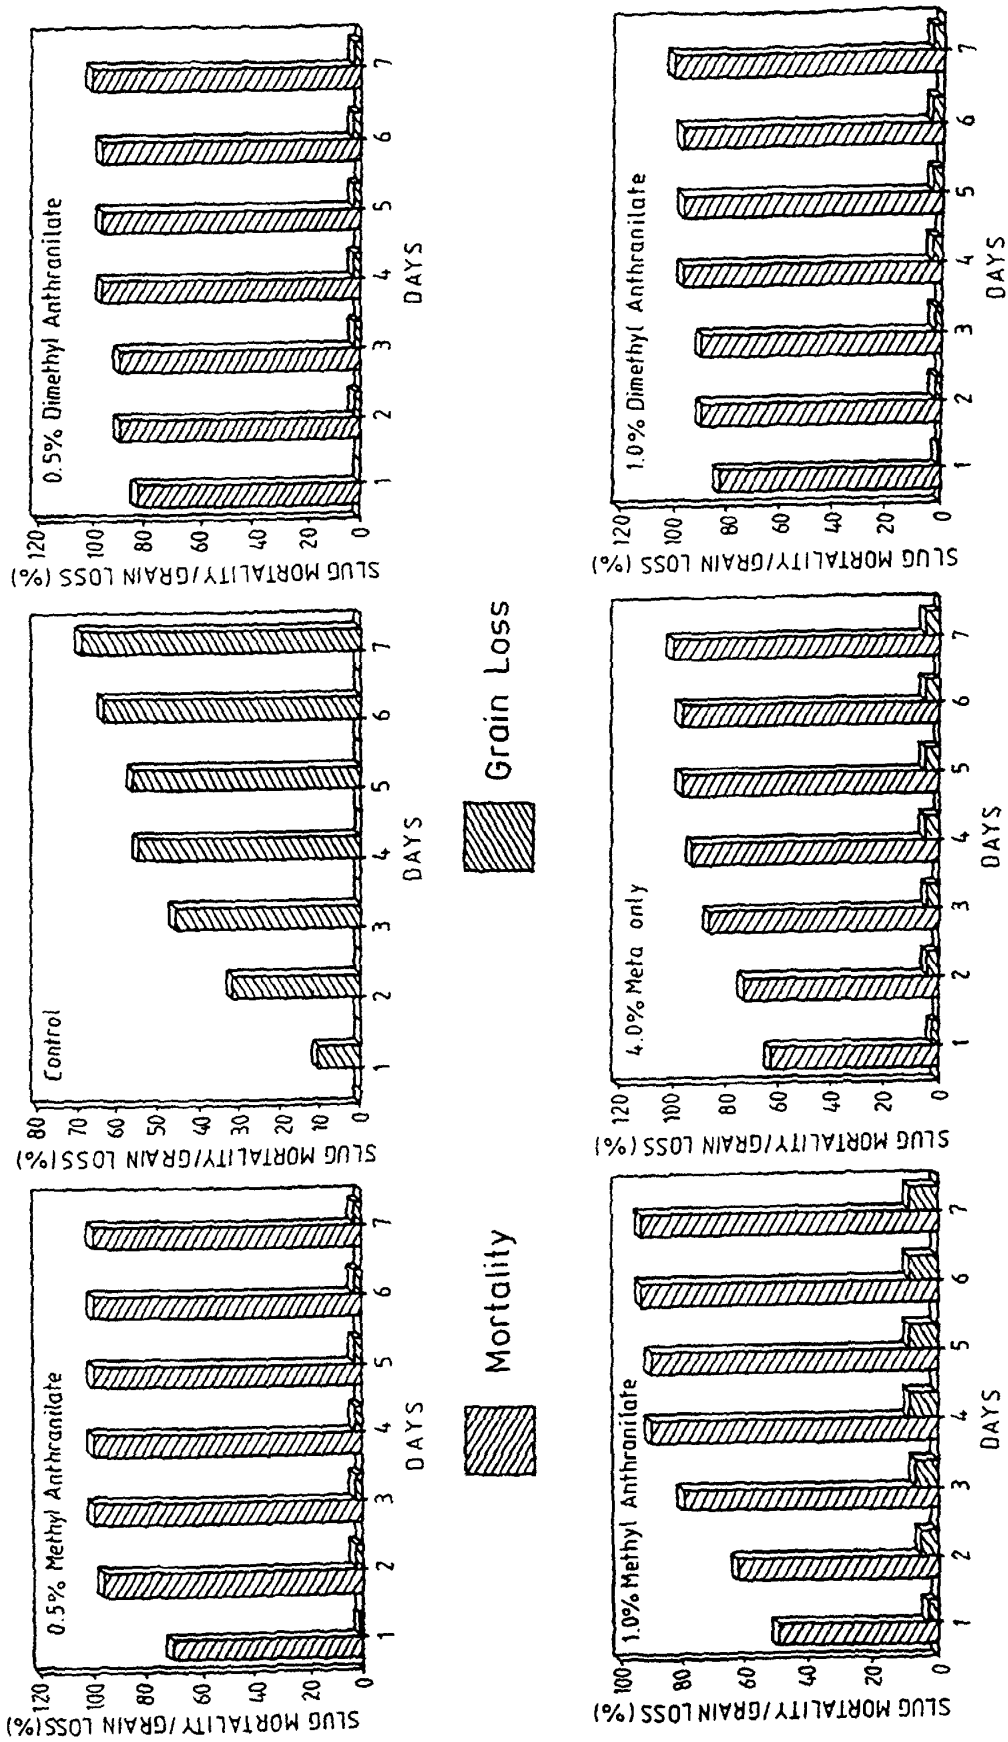 0.5% Methyl Anthranilate
SLUG MORTALITY/GRAIN LOSS(%)
120
100
80
60
40
20
0
1 2 3 4 5 6 7
DAYS
Control
SLUG MORTALITY/GRAIN LOSS(%)
80
70
60
50
40
30
20
10
0
1 2 3 4 5 6 7
DAYS
0.5% Dimethyl Anthranilate
SLUG MORTALITY/GRAIN LOSS (%)
120
100
80
60
40
20
0
1 2 3 4 5 6 7
DAYS
Mortality
Grain Loss
1.0% Methyl Anthranilate
SLUG MORTALITY/GRAIN LOSS (%)
100
80
60
40
20
0
1 2 3 4 5 6 7
DAYS
4.0% Meta only
SLUG MORTALITY/GRAIN LOSS (%)
120
100
80
60
40
20
0
1 2 3 4 5 6 7
DAYS
1.0% Dimethyl Anthranilate
SLUG MORTALITY/GRAIN LOSS (%)
120
100
80
60
40
20
0
1 2 3 4 5 6 7
DAYS